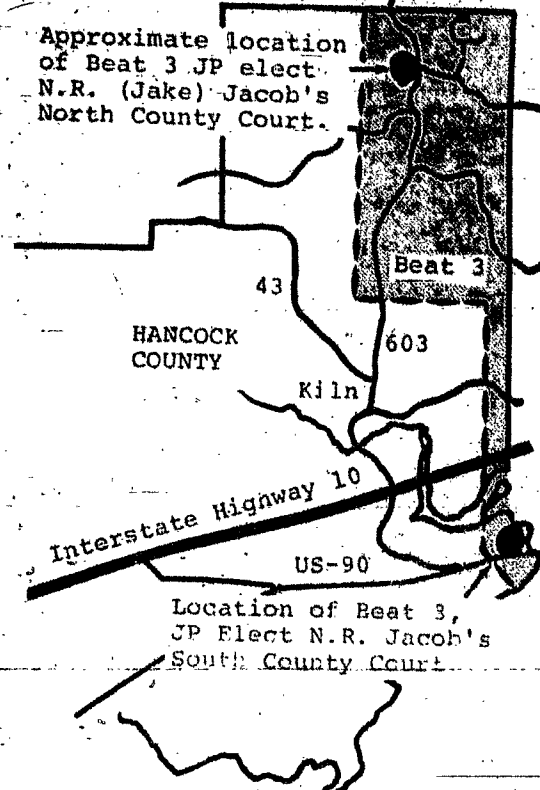 Approximate location
of Beat 3 JP elect
N.R. (Jake) Jacob's
North County Court.
Beat 3
43
HANCOCK
COUNTY
603
Kiln
Interstate Highway 10
US-90
Location of Beat 3,
JP Elect N.R. Jacob's
South County Court